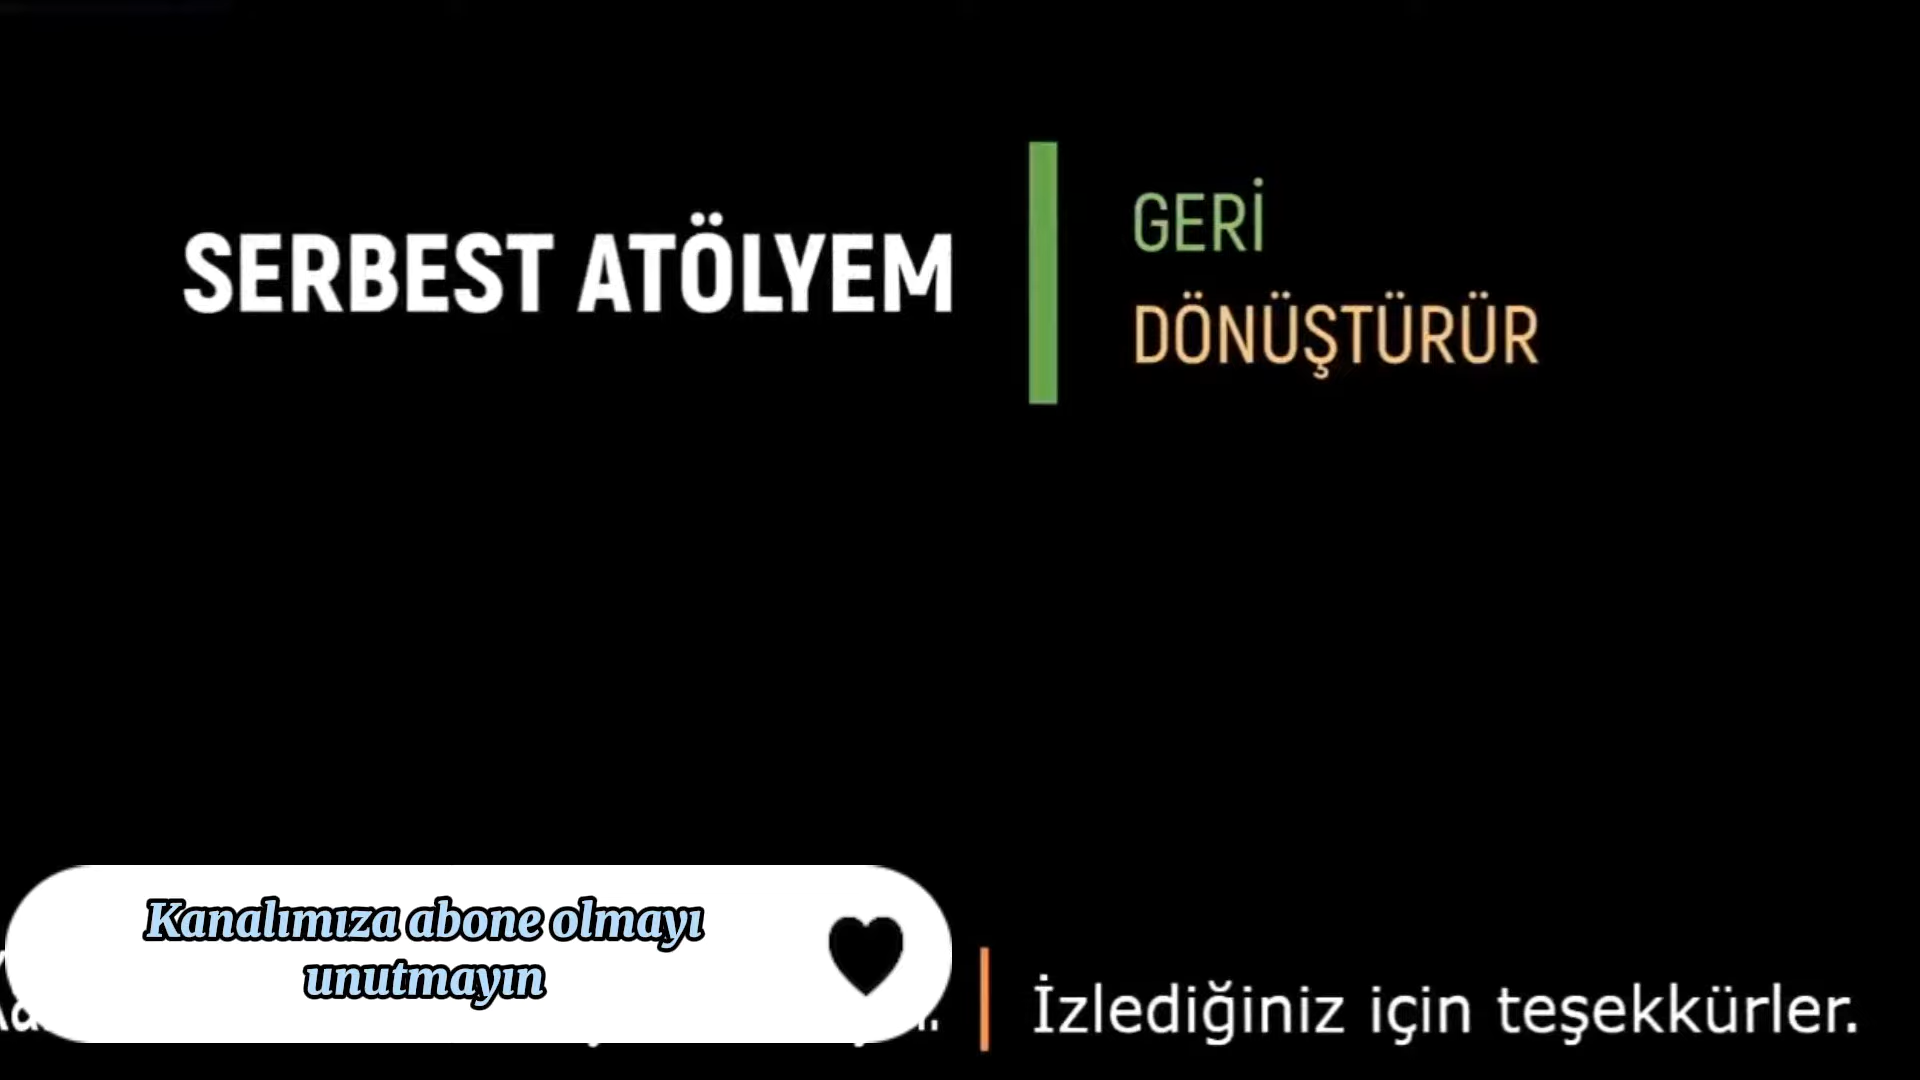 SERBEST ATÖLYEM
GERİ
DÖNÜŞTÜRÜR
Kanalımıza abone olmayı
unutmayın
İzlediğiniz için teşekkürler.